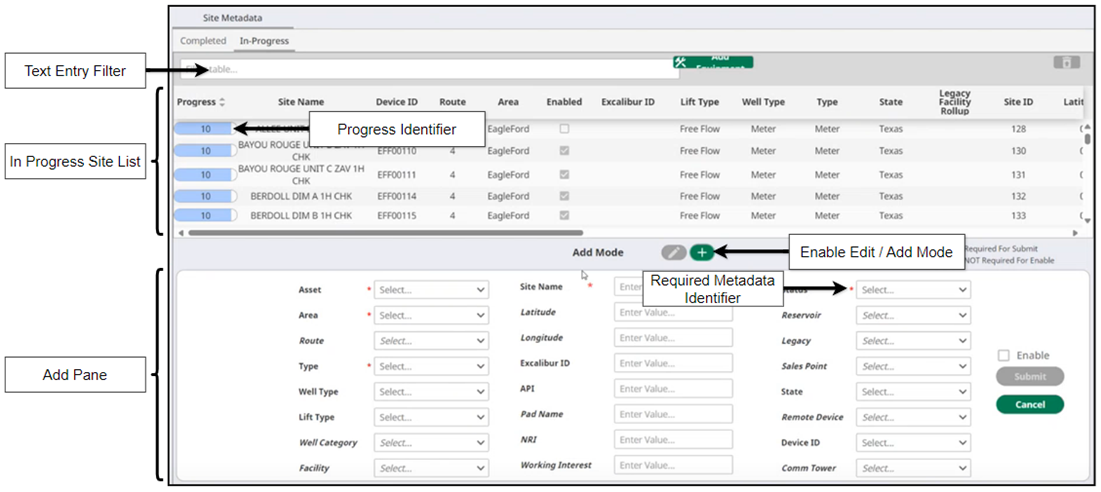 Site Metadata
Completed In-Progress
Text Entry Filter
table...
Add
Equipment
Progress Site Name Device ID Route Area Enabled Excalibur ID Lift Type Well Type Type State Legacy Facility Rollup Site ID Latit
In Progress Site List
Progress Identifier
10 EagleFord Free Flow Meter Meter Texas 128
10 BAYOU ROUGE UNIT CHK EFF00110 4 EagleFord Free Flow Meter Meter Texas 130
10 BAYOU ROUGE UNIT C ZAV 1H CHK EFF00111 4 EagleFord Free Flow Meter Meter Texas 131
10 BERDOLL DIM A 1H CHK EFF00114 4 EagleFord Free Flow Meter Meter Texas 132
10 BERDOLL DIM B 1H CHK EFF00115 4 EagleFord Free Flow Meter Meter Texas 133
Add Mode
Enable Edit / Add Mode
Required For Submit
NOT Required For Enable
Required Metadata
Identifier
Add Pane
Asset * Select... Site Name * Enter Status * Select...
Area * Select... Latitude Enter Value... Reservoir Select...
Route Select... Longitude Enter Value... Legacy Select...
Type * Select... Excalibur ID Enter Value... Sales Point Select...
Well Type Select... API Enter Value... State Select...
Lift Type Select... Pad Name Enter Value... Remote Device Select...
Well Category Select... NRI Enter Value... Device ID Select...
Facility Select... Working Interest Enter Value... Comm Tower Select...
Enable
Submit
Cancel